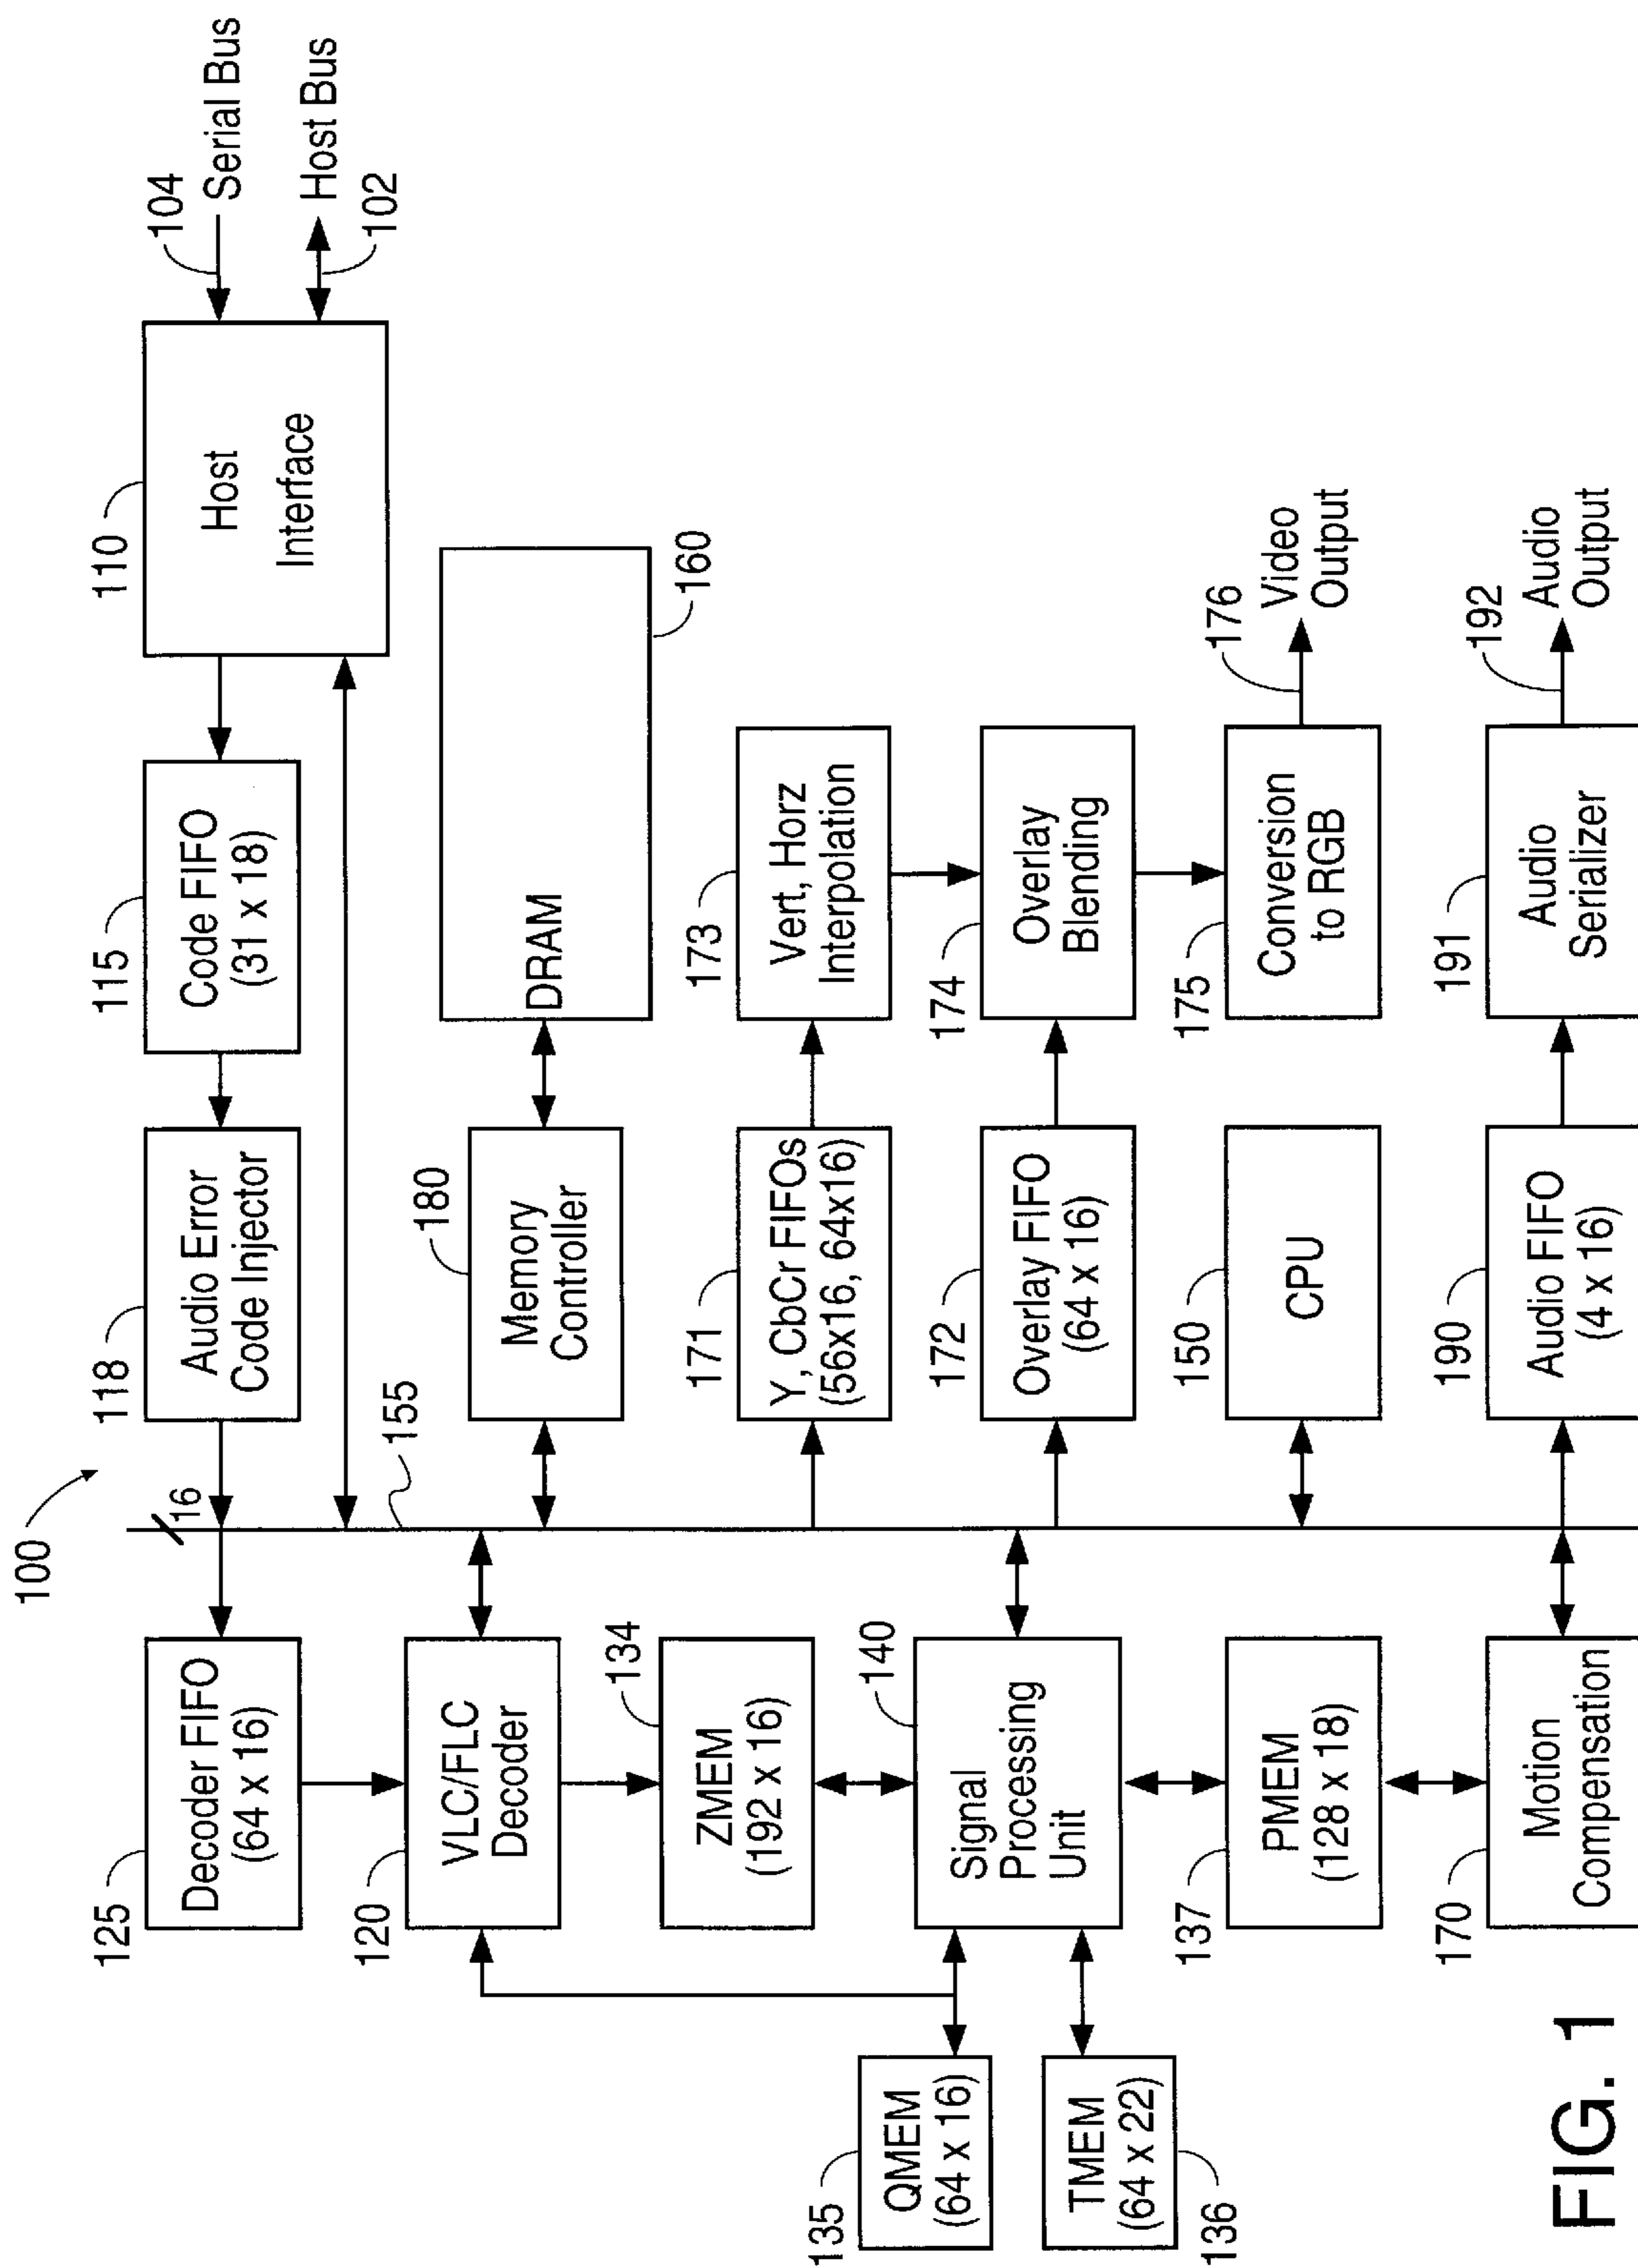 100
16
155
104
Serial Bus
Host Bus
102
110
Host
Interface
115
Code FIFO
(31 x 18)
118
Audio Error
Code Injector
125
Decoder FIFO
(64 x 16)
120
VLC/FLC
Decoder
180
Memory
Controller
DRAM
160
134
ZMEM
(192 x 16)
171
Y, CbCr FIFOs
(56x16, 64x16)
173
Vert, Horz
Interpolation
135
QMEM
(64 x 16)
140
Signal
Processing
Unit
172
Overlay FIFO
(64 x 16)
174
Overlay
Blending
TMEM
(64 x 22)
136
137
PMEM
(128 x 18)
150
CPU
175
Conversion
to RGB
176
Video
Output
170
Motion
Compensation
190
Audio FIFO
(4 x 16)
191
Audio
Serializer
192
Audio
Output
FIG. 1